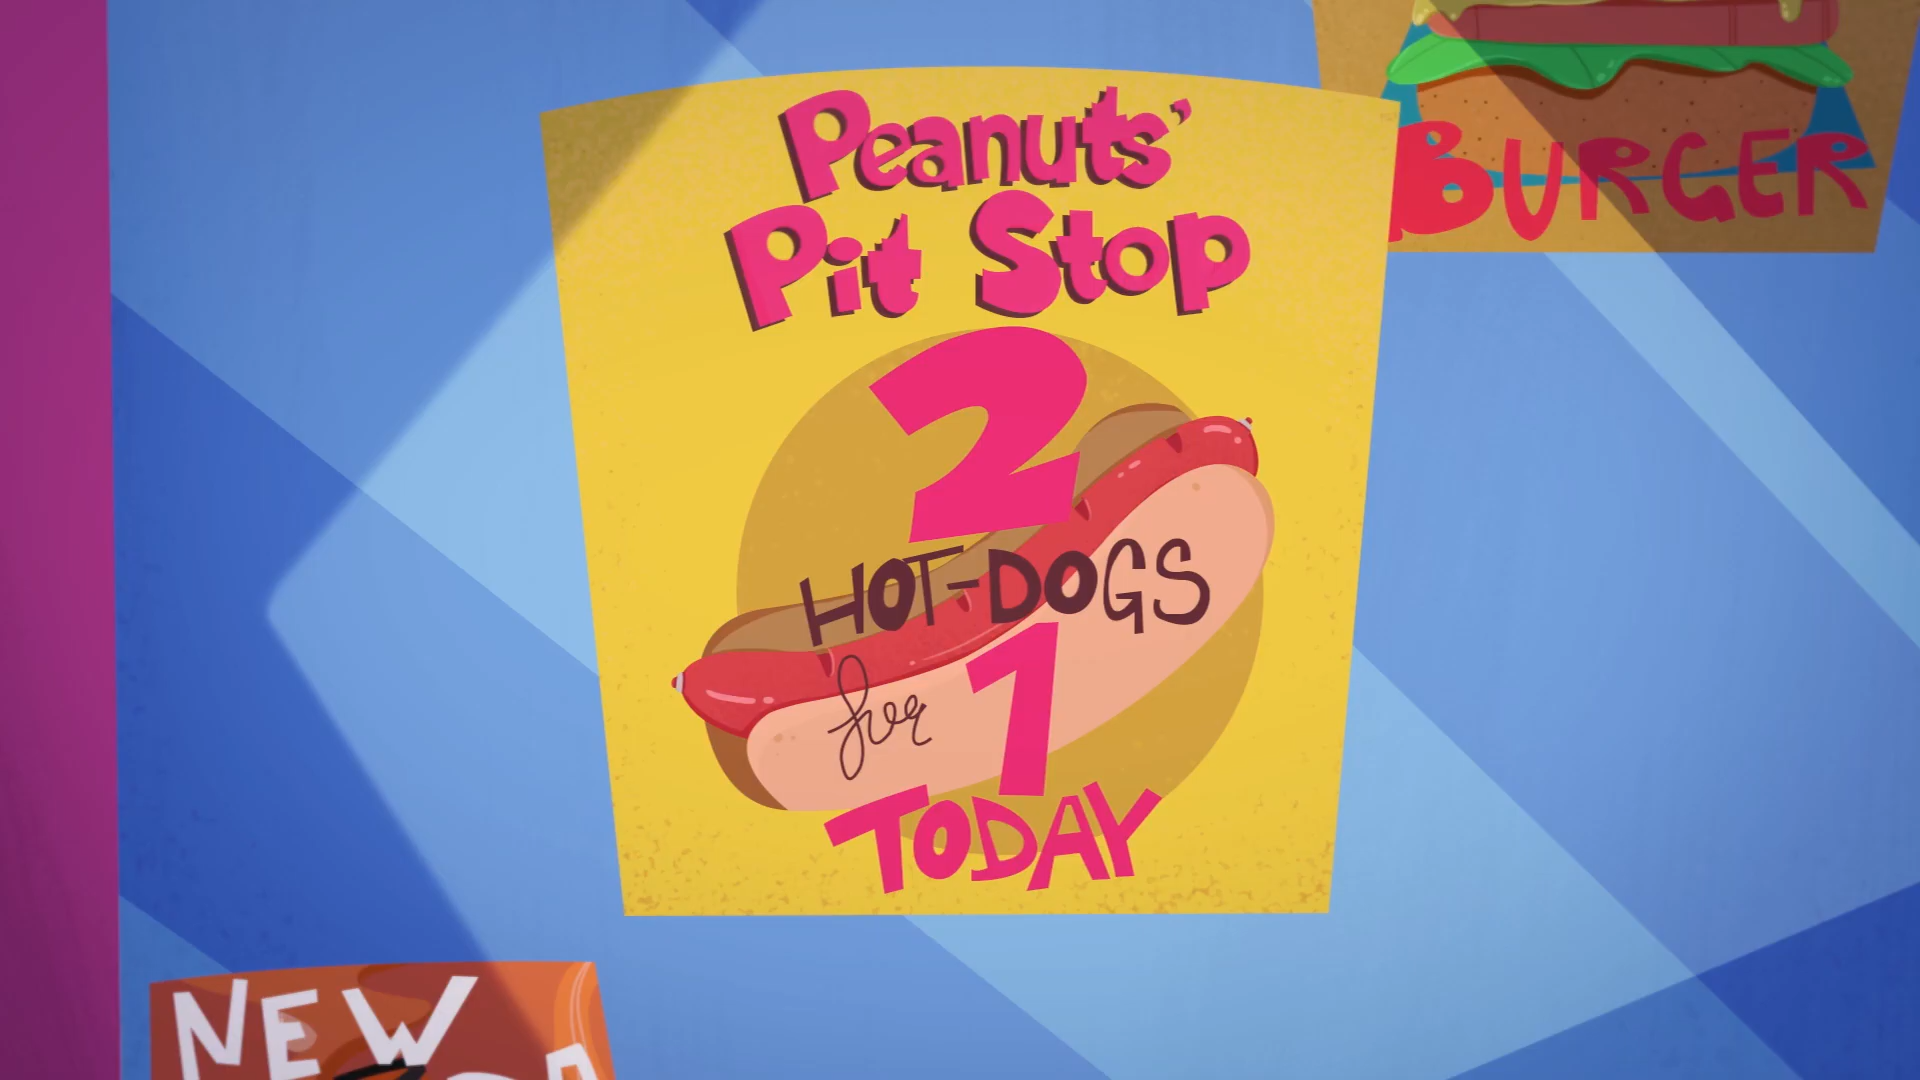 Peanuts'
Pit Stop
2
HOT-DOGS
for 1
TODAY
BURGER
NEW